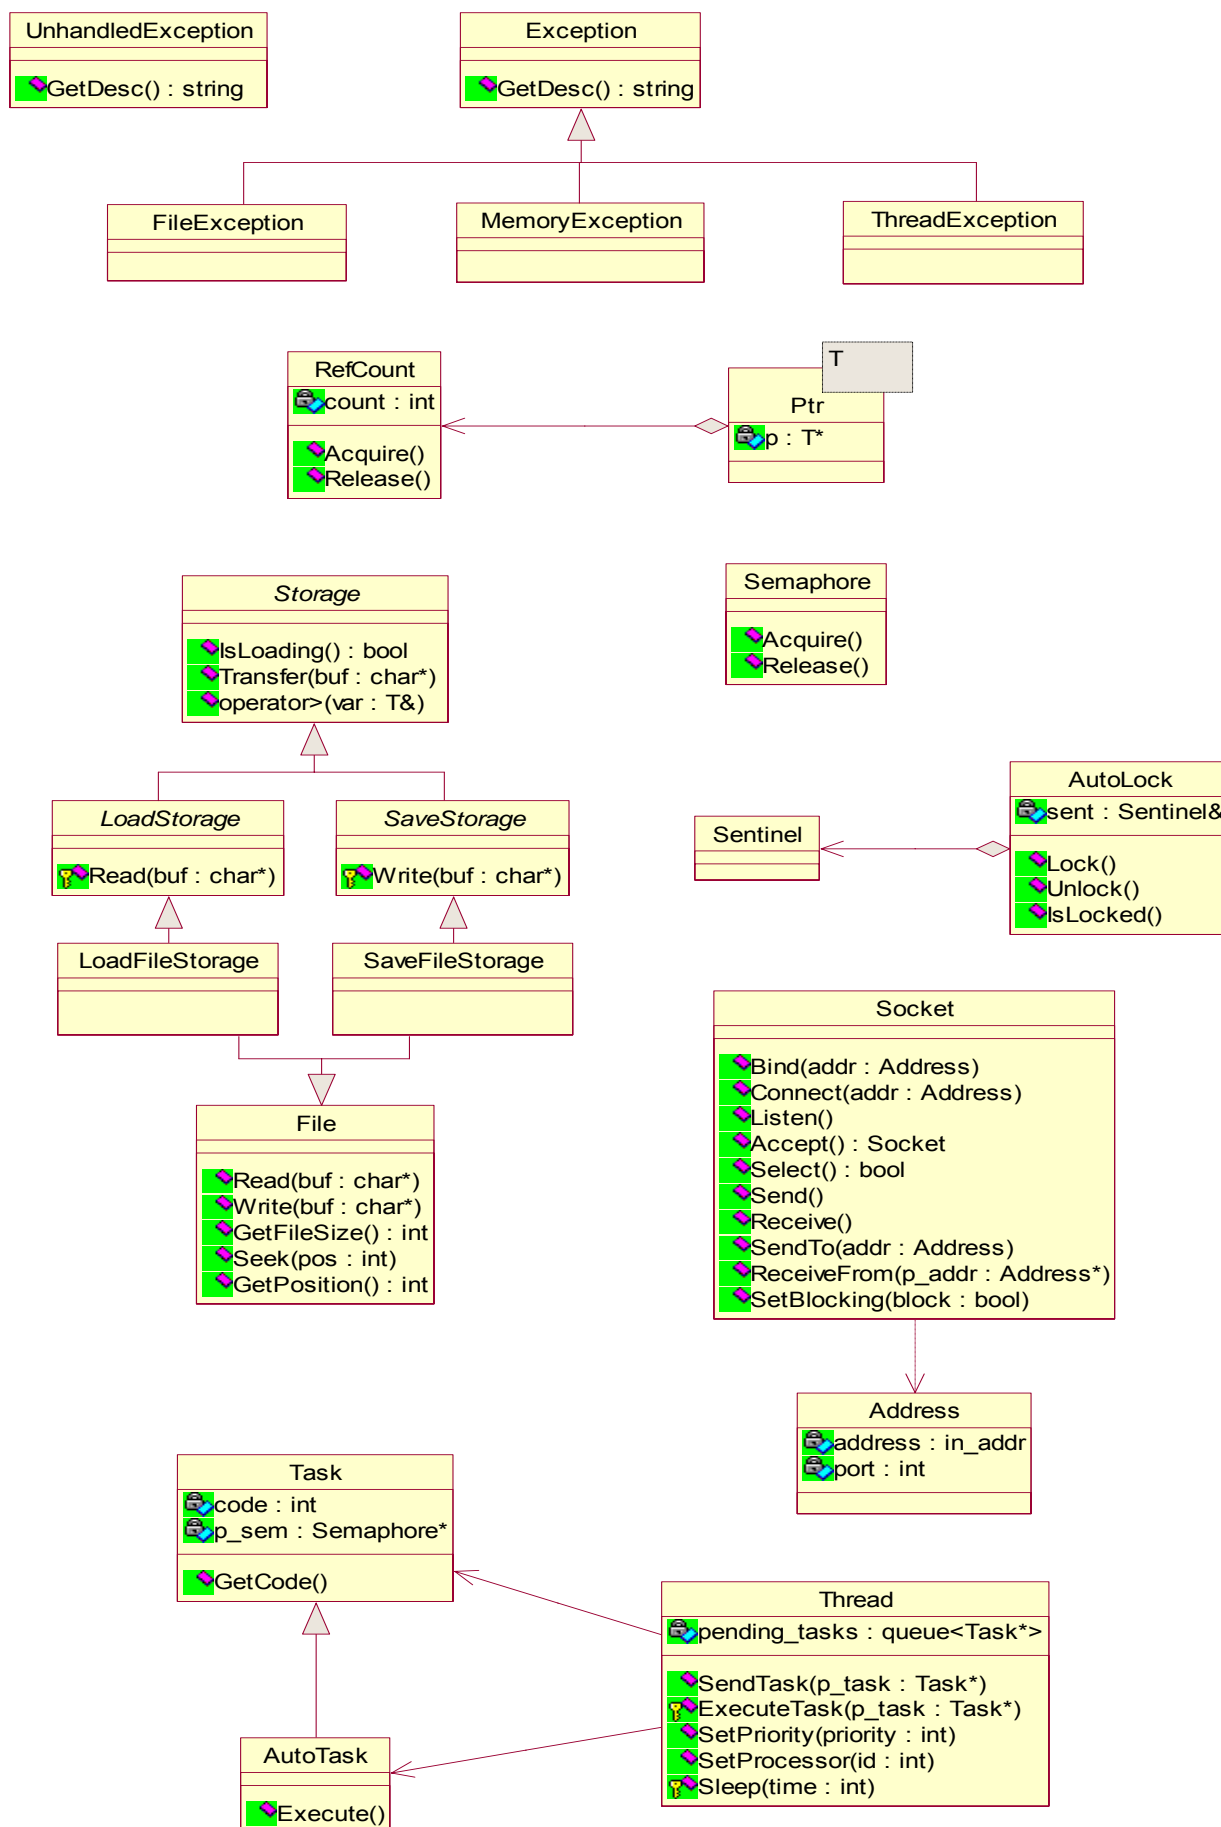 UnhandledException
GetDesc() : string
Exception
GetDesc() : string
FileException
MemoryException
ThreadException
RefCount
count : int
Acquire()
Release()
T
Ptr
p : T*
Storage
IsLoading() : bool
Transfer(buf : char*)
operator>(var : T&)
Semaphore
Acquire()
Release()
LoadStorage
Read(buf : char*)
SaveStorage
Write(buf : char*)
Sentinel
AutoLock
sent : Sentinel&
Lock()
Unlock()
IsLocked()
LoadFileStorage
SaveFileStorage
File
Read(buf : char*)
Write(buf : char*)
GetFileSize() : int
Seek(pos : int)
GetPosition() : int
Socket
Bind(addr : Address)
Connect(addr : Address)
Listen()
Accept() : Socket
Select() : bool
Send()
Receive()
SendTo(addr : Address)
ReceiveFrom(p_addr : Address*)
SetBlocking(block : bool)
Address
address : in_addr
port : int
Task
code : int
p_sem : Semaphore*
GetCode()
Thread
pending_tasks : queue<Task*>
SendTask(p_task : Task*)
ExecuteTask(p_task : Task*)
SetPriority(priority : int)
SetProcessor(id : int)
Sleep(time : int)
AutoTask
Execute()